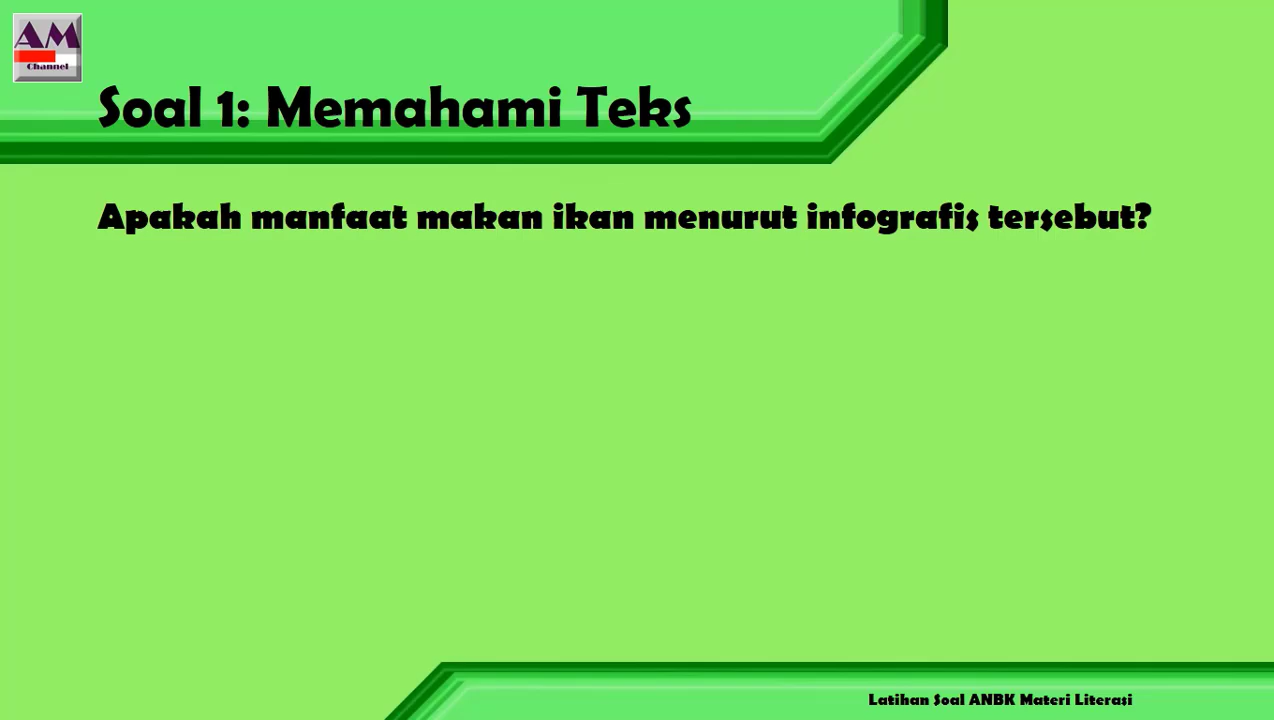 AM
Channel
Soal 1: Memahami Teks
Apakah manfaat makan ikan menurut infografis tersebut?
Latihan Soal ANBK Materi Literasi